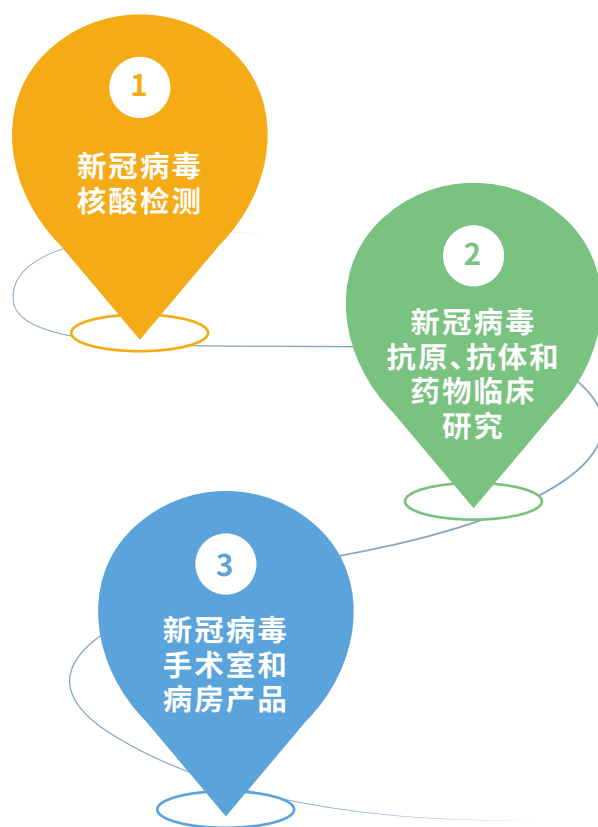 1
新冠病毒
核酸检测
2
新冠病毒
抗原、抗体和
药物临床
研究
3
新冠病毒
手术室和
病房产品